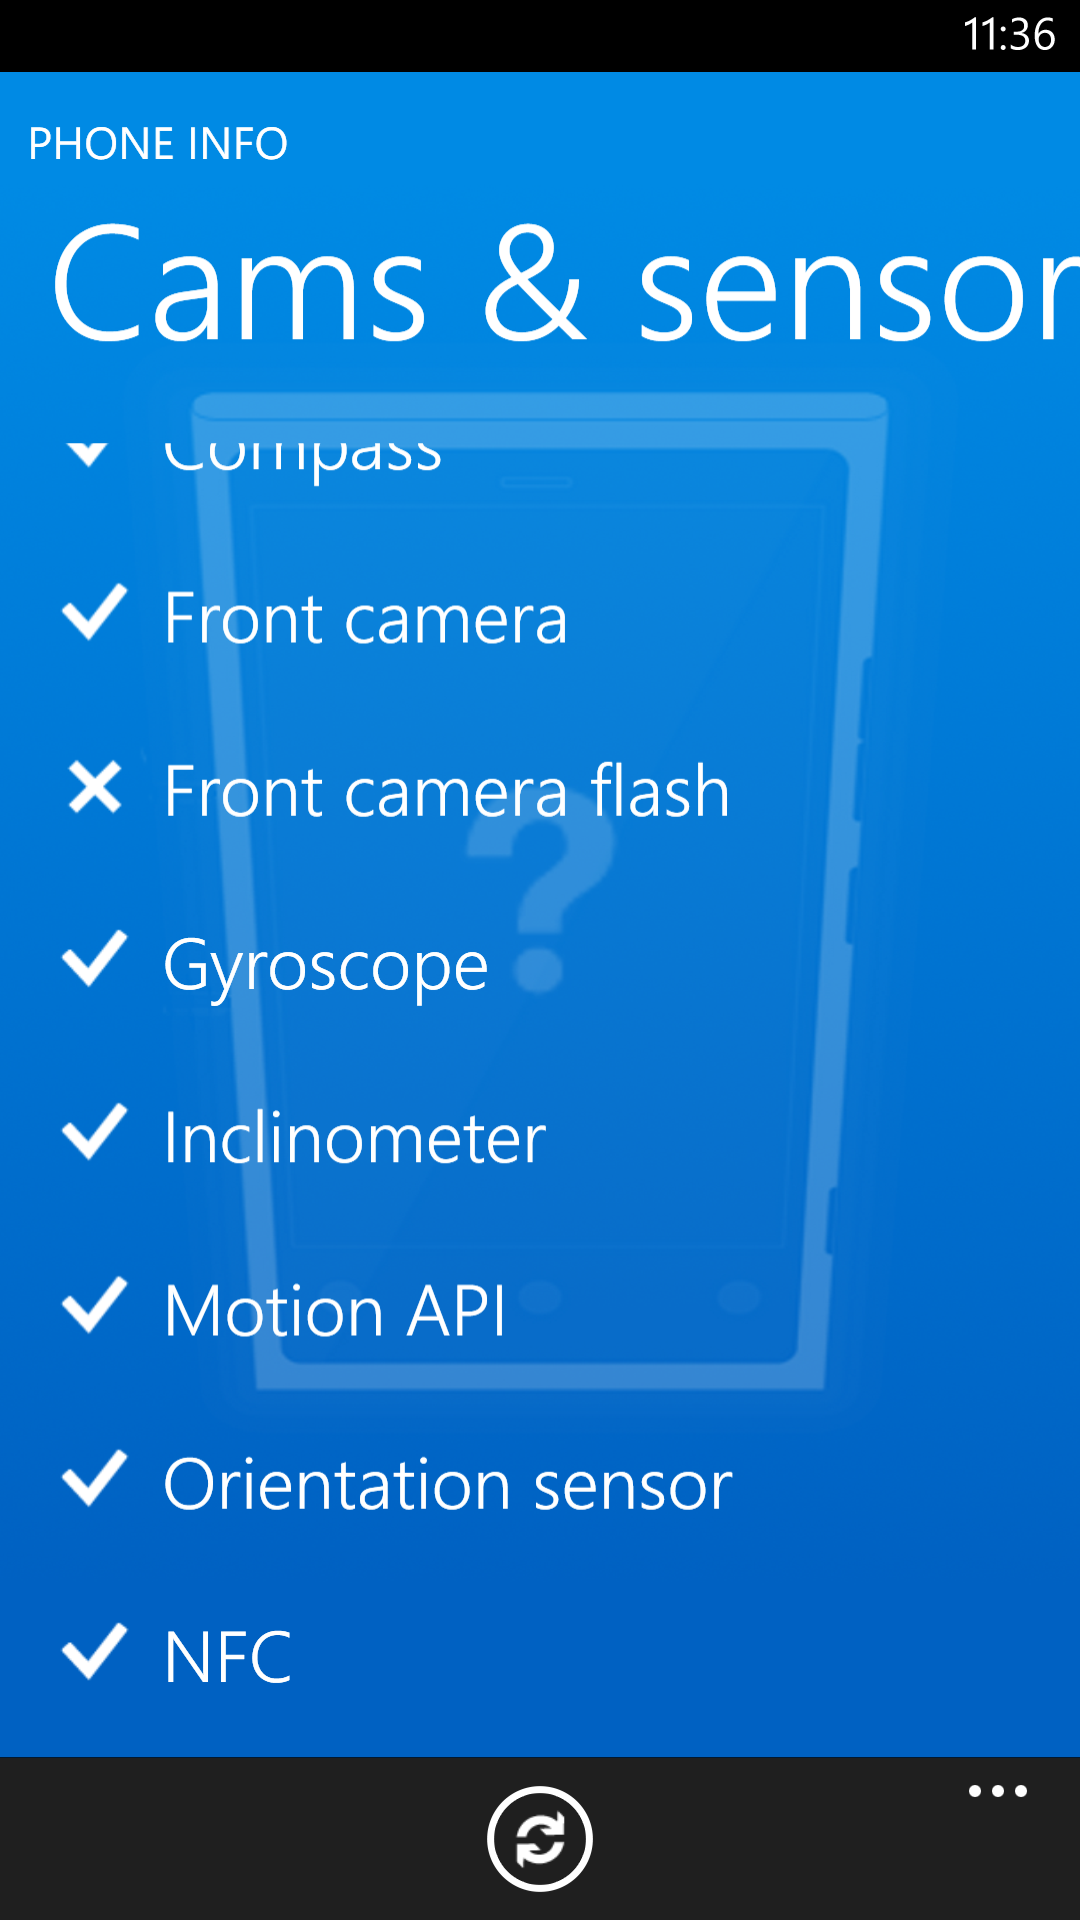 11:36
PHONE INFO
Cams & sensor
Compass
Front camera
Front camera flash
?
Gyroscope
Inclinometer
Motion API
Orientation sensor
NFC